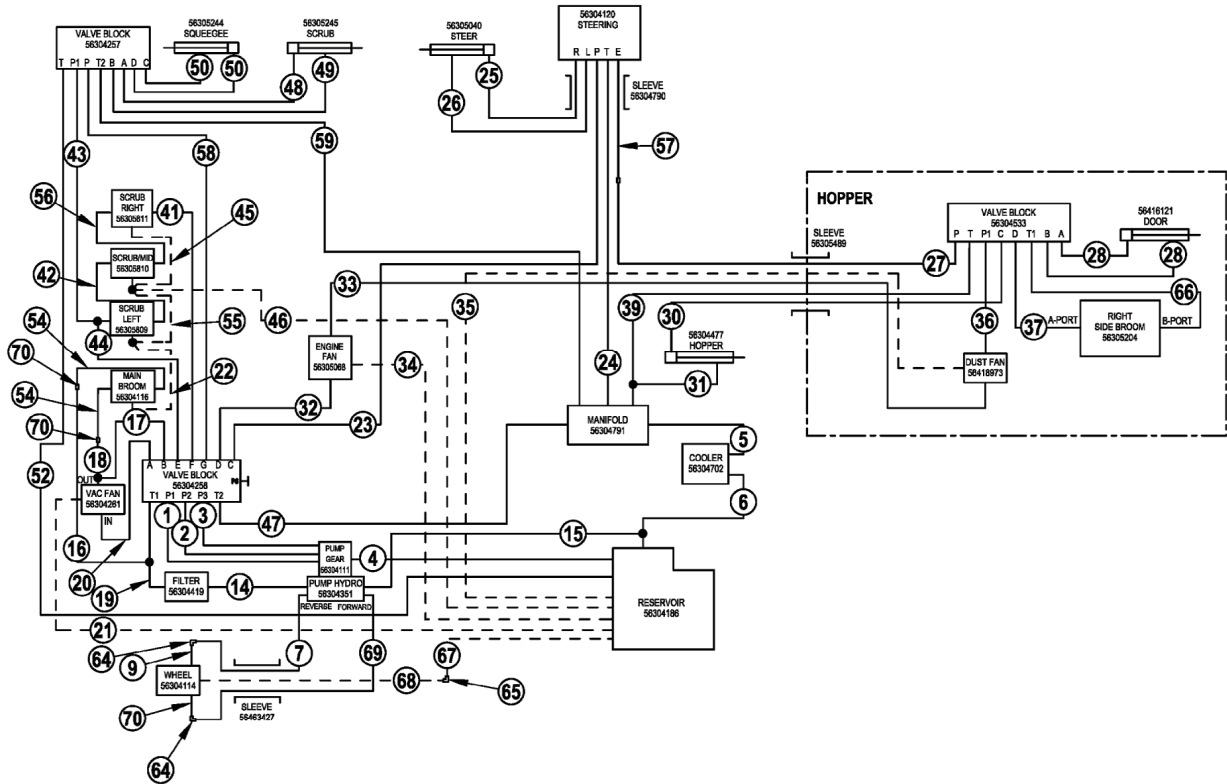 VALVE BLOCK
56304257
T P1 P T2 B A D C
56305244
SQUEEGEE
50
50
56305245
SCRUB
48
49
56305040
STEER
25
26
56304120
STEERING
R L P T E
SLEEVE
56304790
57
59
58
43
HOPPER
VALVE BLOCK
56304533
P T P1 C D T1 B A
56416121
DOOR
28
28
27
66
SLEEVE
56305489
56
SCRUB
RIGHT
56305811
41
45
42
SCRUB/MID
56305810
46
SCRUB
LEFT
56305809
55
44
54
70
MAIN
BROOM
56304116
22
54
17
70
18
52
33
35
ENGINE
FAN
56305068
34
32
23
24
39
30
56304477
HOPPER
31
36
37
A-PORT
RIGHT
SIDE BROOM
56305204
B-PORT
DUST FAN
56418973
MANIFOLD
56304791
5
COOLER
56304702
6
A B E F G D C
VALVE BLOCK
56304258
T1 P1 P2 P3 T2
OUT
VAC FAN
56304261
IN
1
2
3
47
15
16
20
19
FILTER
56304419
14
PUMP
GEAR
56304111
4
PUMP HYDRO
56304351
REVERSE FORWARD
RESERVOIR
56304186
21
64
9
7
69
67
WHEEL
56304114
68
65
70
SLEEVE
56463427
64